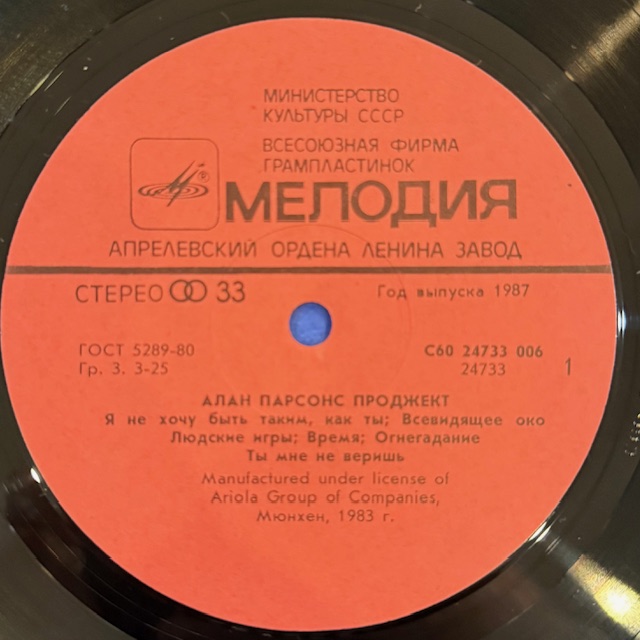 МИНИСТЕРСТВО
КУЛЬТУРЫ СССР
ВСЕСОЮЗНАЯ ФИРМА
ГРАМПЛАСТИНОК
®
МЕЛОДИЯ
АПРЕЛЕВСКИЙ ОРДЕНА ЛЕНИНА ЗАВОД
СТЕРЕО 33
Год выпуска 1987
ГОСТ 5289-80
Гр. 3. 3-25
С60 24733 006
24733
1
АЛАН ПАРСОНС ПРОДЖЕКТ
Я не хочу быть таким, как ты; Всевидящее око
Людские игры; Время; Огнегадание
Ты мне не веришь
Manufactured under license of
Ariola Group of Companies,
Мюнхен, 1983 г.